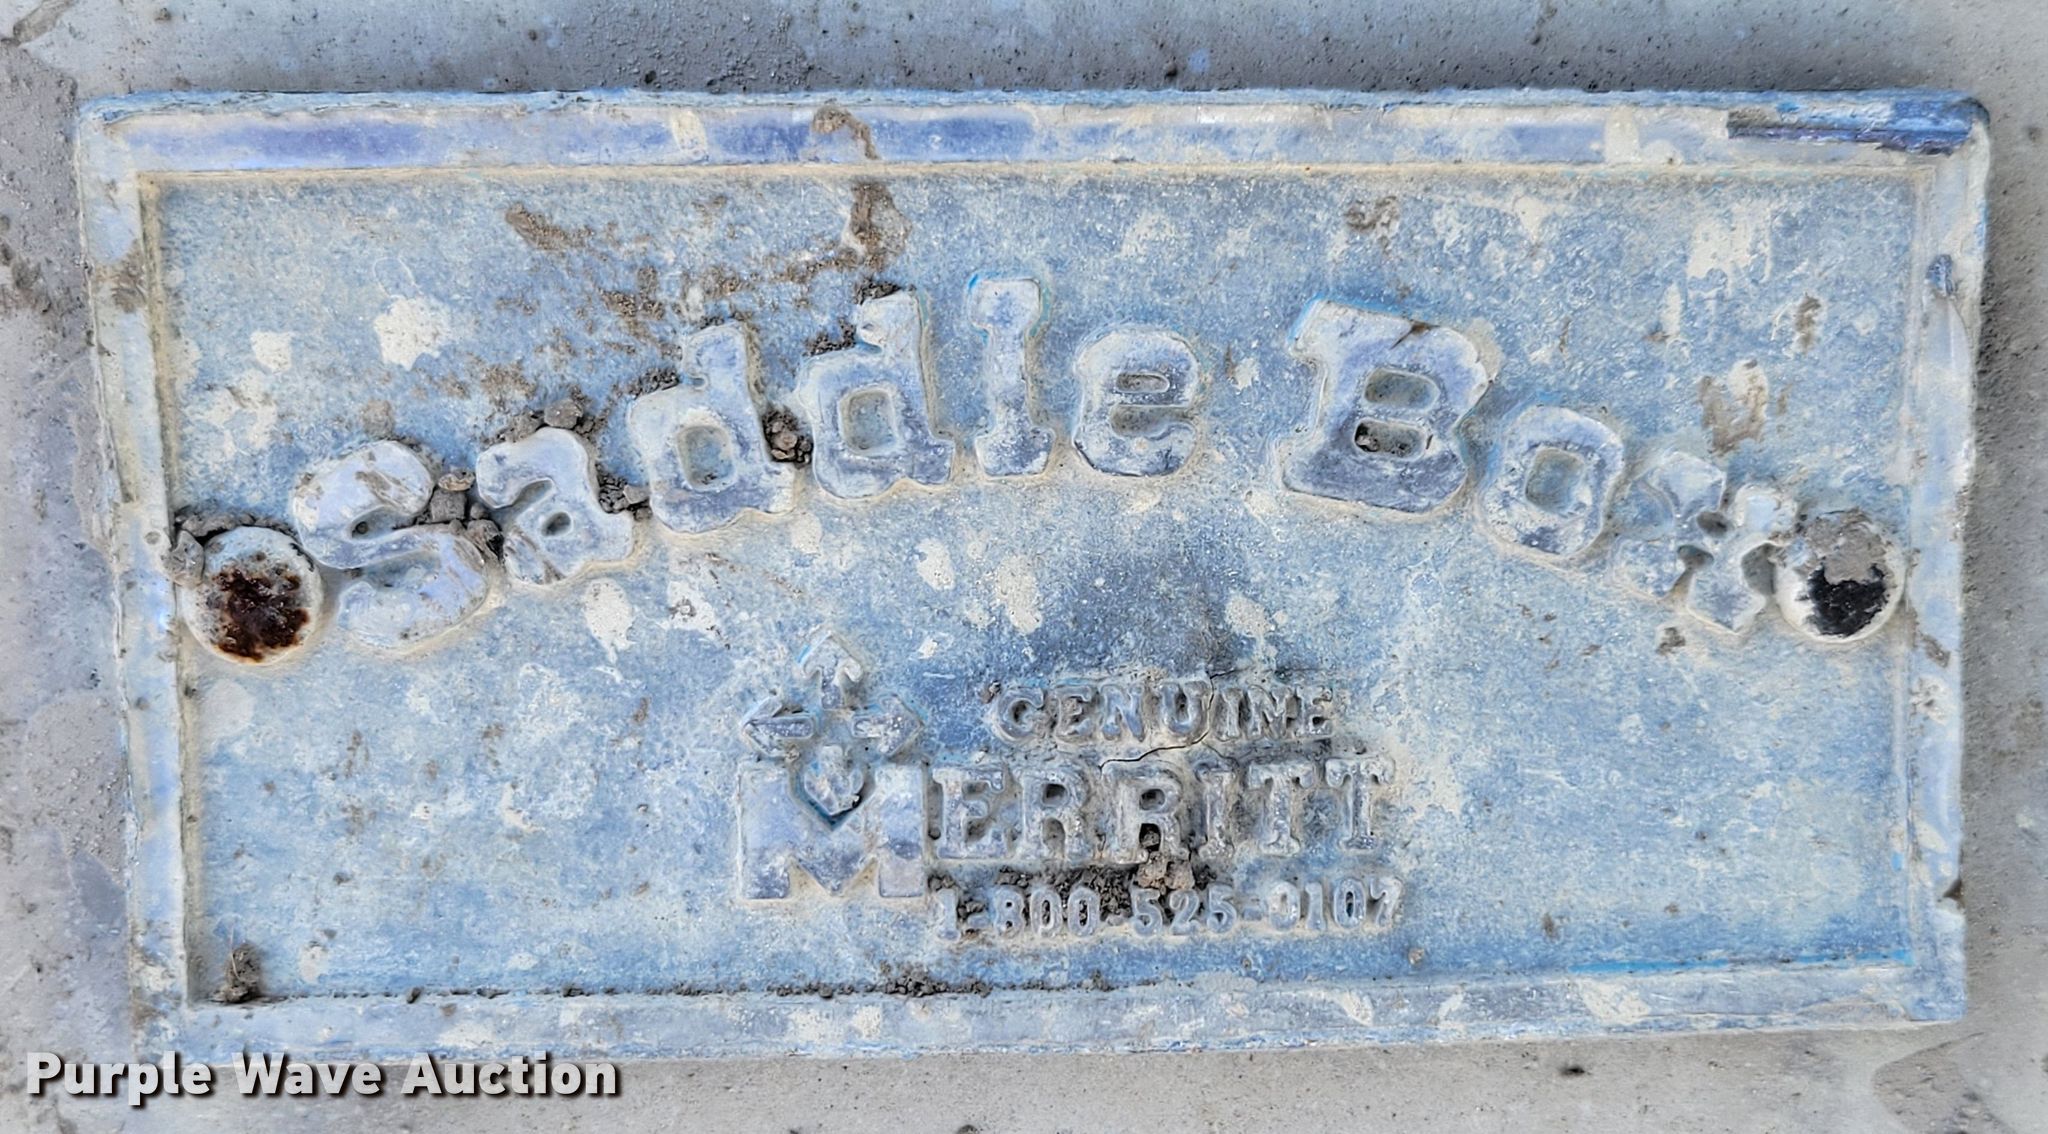 Saddle Box
GENUINE
MERRITT
1-800-525-0107
Purple Wave Auction